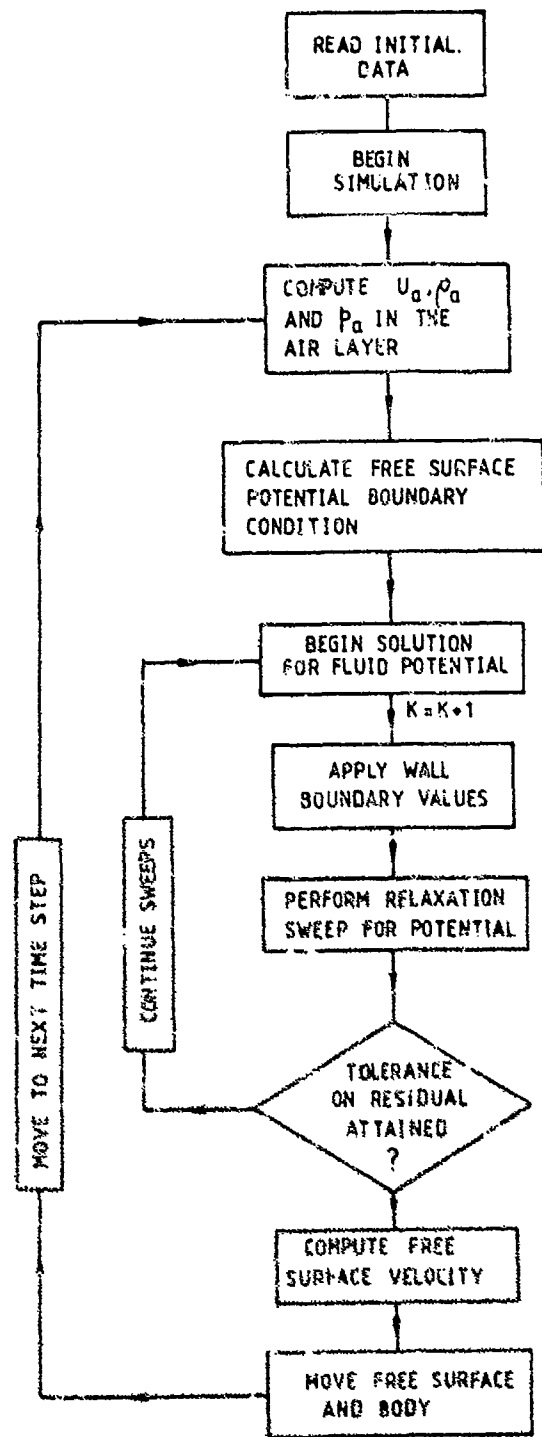 READ INITIAL.
DATA
BEGIN
SIMULATION
COMPUTE Ua, ρa
AND pa IN THE
AIR LAYER
CALCULATE FREE SURFACE
POTENTIAL BOUNDARY
CONDITION
BEGIN SOLUTION
FOR FLUID POTENTIAL
K=K+1
APPLY WALL
BOUNDARY VALUES
PERFORM RELAXATION
SWEEP FOR POTENTIAL
CONTINUE SWEEPS
MOVE TO NEXT TIME STEP
TOLERANCE
ON RESIDUAL
ATTAINED
?
COMPUTE FREE
SURFACE VELOCITY
MOVE FREE SURFACE
AND BODY